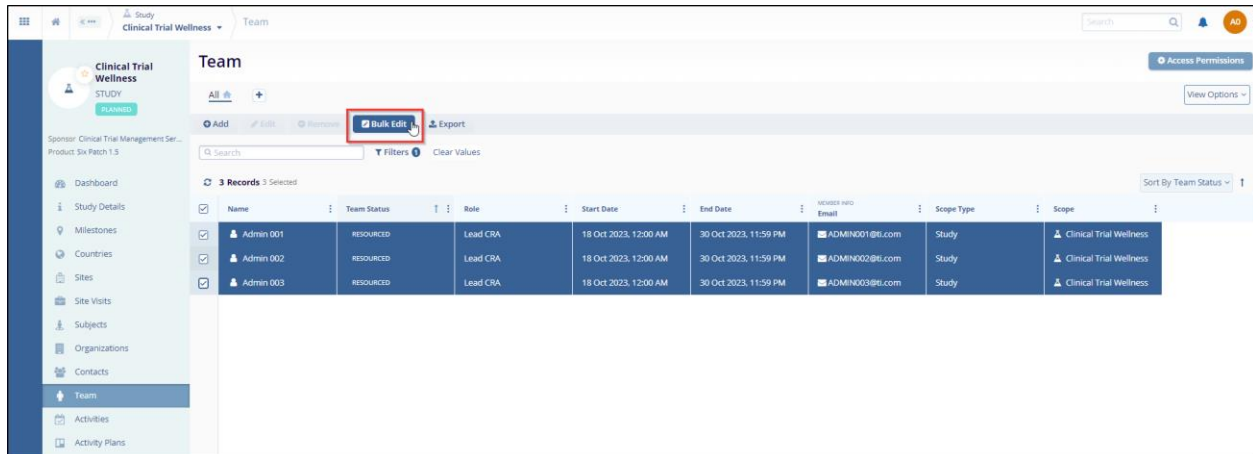 Study
Clinical Trial Wellness
Team
Search
A0
Clinical Trial Wellness
STUDY
PLANNED
Sponsor Clinical Trial Management Ser...
Product Six Patch 1.5
Dashboard
Study Details
Milestones
Countries
Sites
Site Visits
Subjects
Organizations
Contacts
Team
Activities
Activity Plans
Team
Access Permissions
All
View Options
Add Edit Remove Bulk Edit Export
Search Filters 1 Clear Values
3 Records 3 Selected Sort By Team Status
Name Team Status Role Start Date End Date MEMBER INFO Email Scope Type Scope
Admin 001 RESOURCED Lead CRA 18 Oct 2023, 12:00 AM 30 Oct 2023, 11:59 PM ADMIN001@ti.com Study Clinical Trial Wellness
Admin 002 RESOURCED Lead CRA 18 Oct 2023, 12:00 AM 30 Oct 2023, 11:59 PM ADMIN002@ti.com Study Clinical Trial Wellness
Admin 003 RESOURCED Lead CRA 18 Oct 2023, 12:00 AM 30 Oct 2023, 11:59 PM ADMIN003@ti.com Study Clinical Trial Wellness